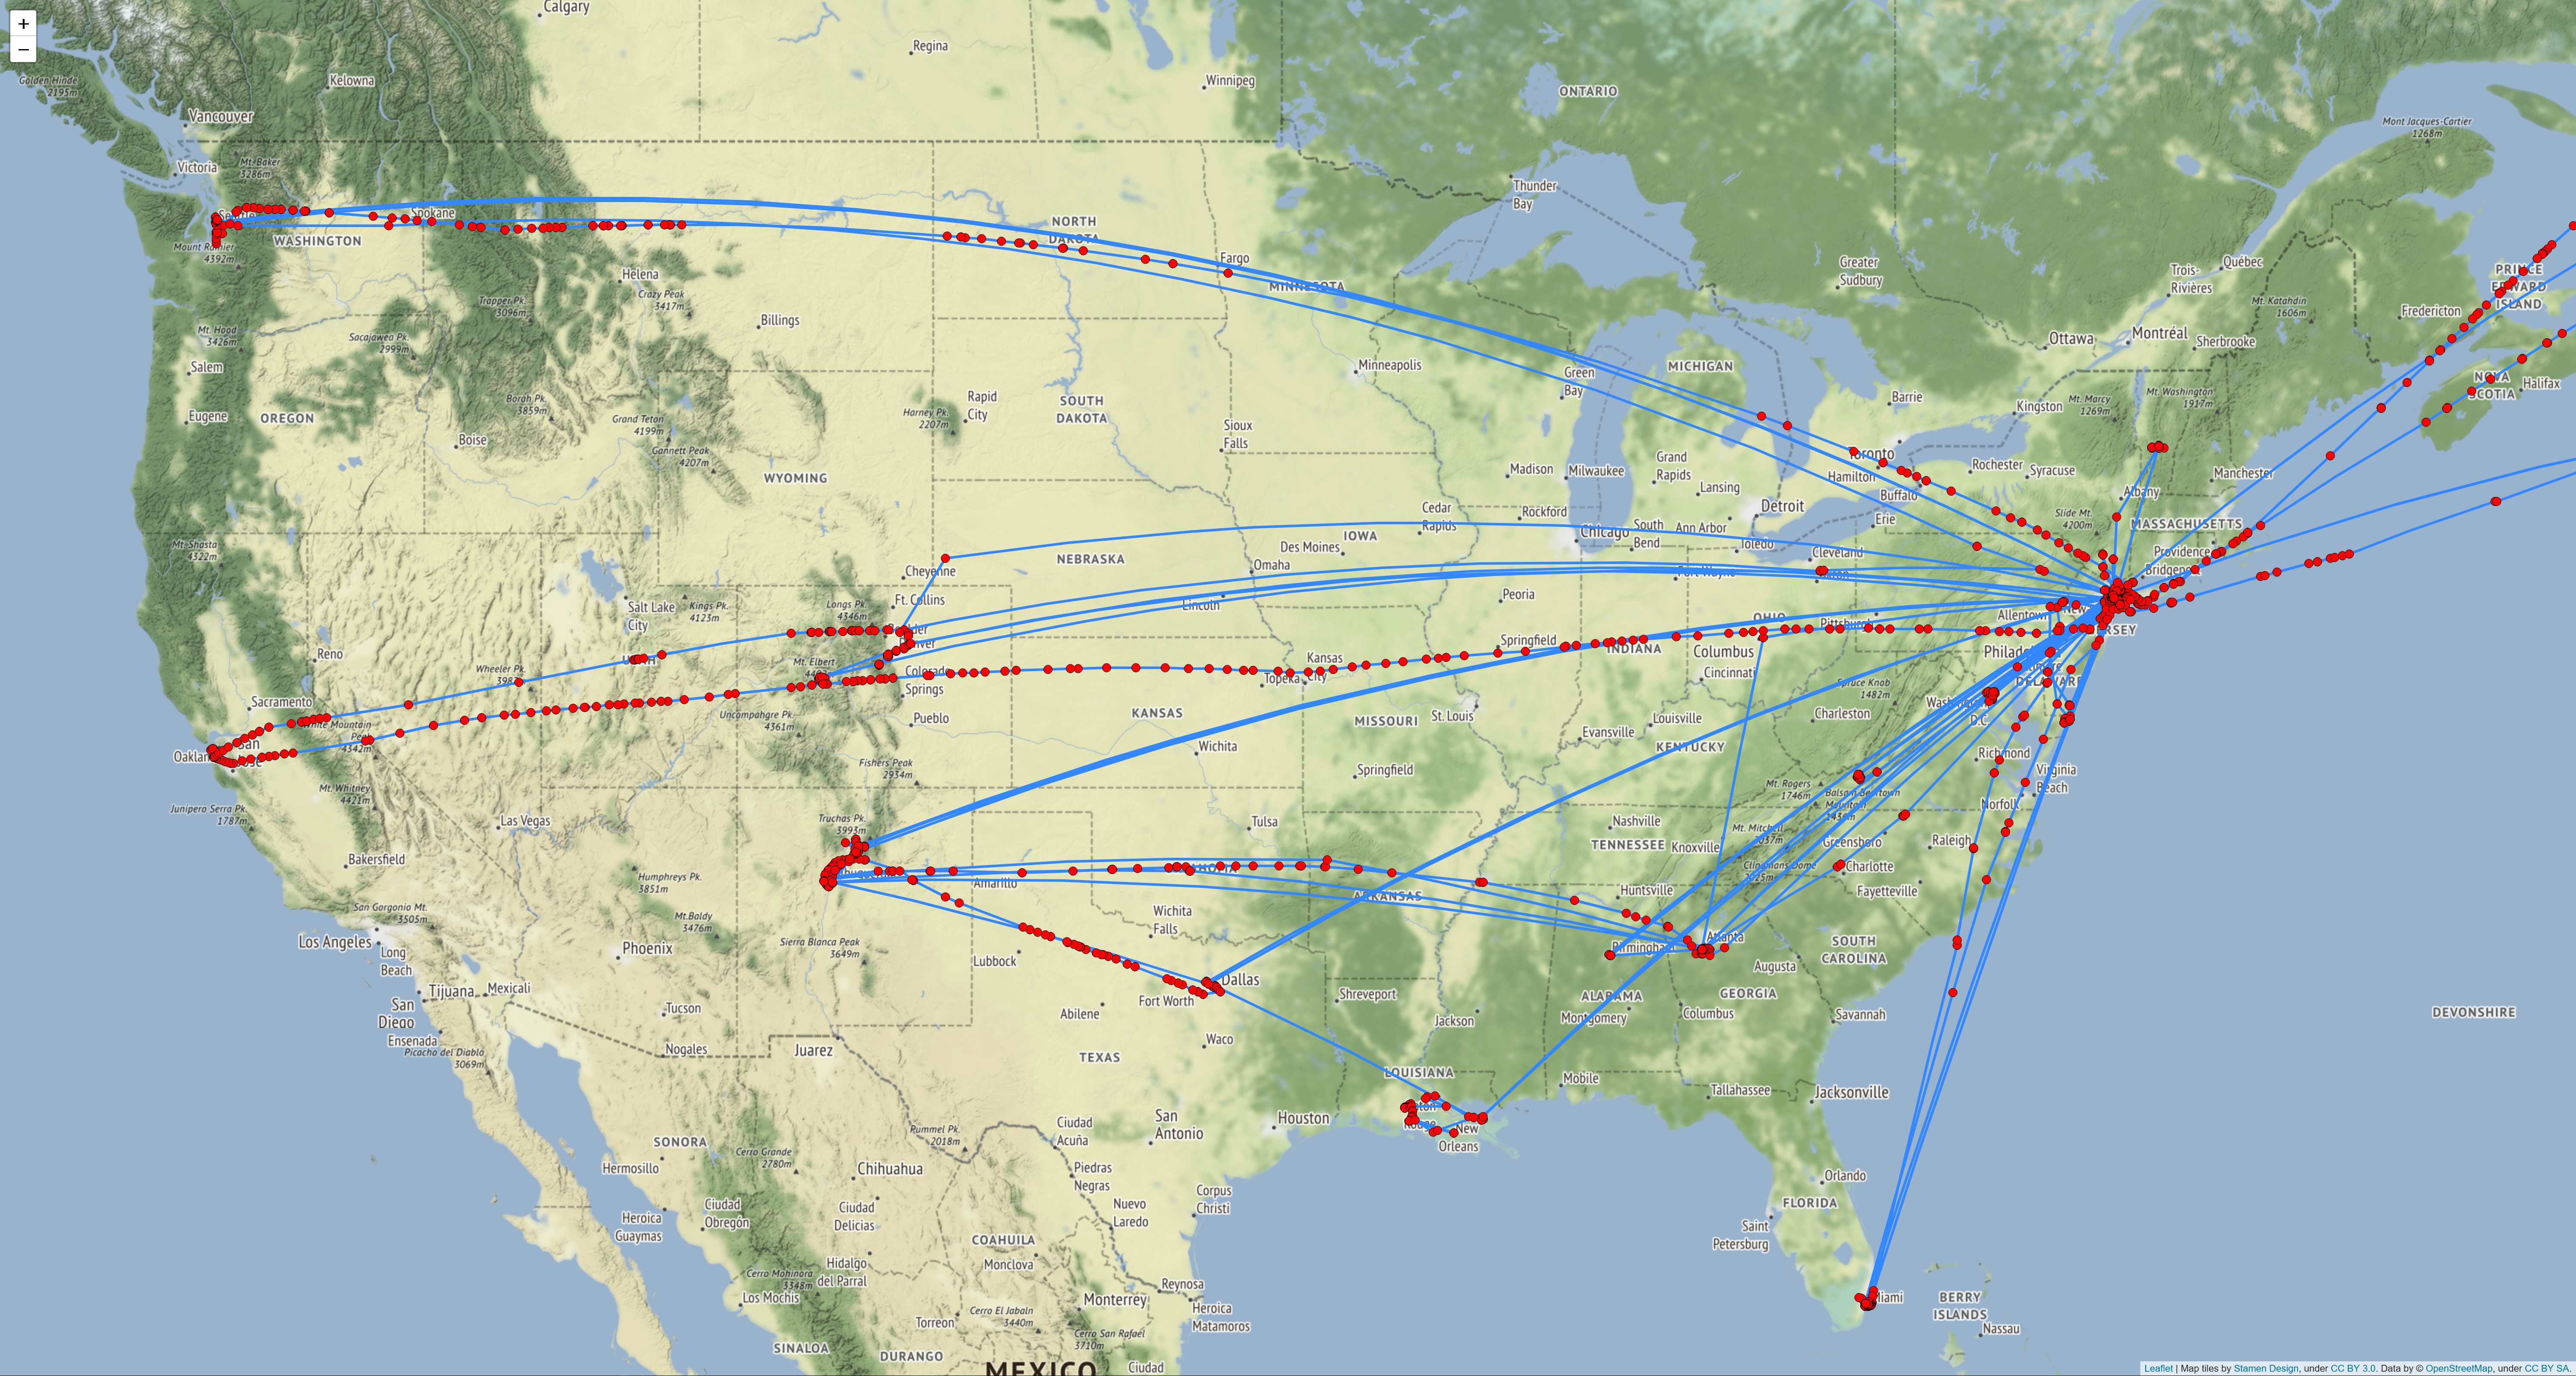 +
−
Calgary
Regina
Golden Hinde
2195m
Kelowna
Winnipeg
ONTARIO
Vancouver
Mont Jacques-Cartier
1268m
Victoria
Mt. Baker
3286m
Thunder
Bay
Spokane
NORTH
DAKOTA
WASHINGTON
Mount Rainier
4392m
Fargo
MINNESOTA
Helena
Crazy Peak
3417m
Trapper Pk.
3096m
Greater
Sudbury
Trois-
Rivières
Québec
PRINCE
EDWARD
ISLAND
Mt. Katahdin
1606m
Fredericton
Billings
Mt. Hood
3426m
Sacajawea Pk.
2999m
Salem
Minneapolis
Green
Bay
MICHIGAN
Ottawa
Montréal
Sherbrooke
NOVA
SCOTIA
Halifax
Eugene
OREGON
Borah Pk.
3859m
Grand Teton
4199m
Boise
Gannett Peak
4207m
Harney Pk.
2207m
Rapid
City
SOUTH
DAKOTA
Sioux
Falls
Barrie
Kingston
Mt. Marcy
1269m
Mt. Washington
1917m
WYOMING
Madison
Milwaukee
Grand
Rapids
Lansing
Toronto
Hamilton
Buffalo
Rochester
Syracuse
Manchester
Albany
Mt. Shasta
4322m
Cedar
Rapids
Rockford
Detroit
Erie
Slide Mt.
4200m
MASSACHUSETTS
Chicago
South
Bend
Ann Arbor
Toledo
Cleveland
Providence
Bridgeport
IOWA
Des Moines
Omaha
NEBRASKA
Cheyenne
Ft. Collins
Longs Pk.
4346m
Salt Lake
City
Kings Pk.
4123m
Lincoln
Peoria
Fort Wayne
OHIO
Pittsburgh
Allentown
JERSEY
Reno
Wheeler Pk.
UTAH
Mt. Elbert
Colorado
Springs
Springfield
INDIANA
Columbus
Cincinnati
Topeka
Kansas
City
Philadelphia
DELAWARE
Spruce Knob
1482m
Washington
D.C.
Sacramento
White Mountain
Peak
4342m
Oakland
San
Jose
Uncompahgre Pk.
4361m
Pueblo
KANSAS
MISSOURI
St. Louis
Louisville
Charleston
Evansville
KENTUCKY
Richmond
Virginia
Beach
Norfolk
Wichita
Springfield
Fishers Peak
2934m
Mt. Whitney
4421m
Junipero Serra Pk.
1787m
Las Vegas
Truchas Pk.
3993m
Tulsa
Nashville
TENNESSEE
Knoxville
Mt. Rogers
1746m
Mt. Mitchell
2037m
Greensboro
Raleigh
Bakersfield
Humphreys Pk.
3851m
Albuquerque
Amarillo
OKLAHOMA
ARKANSAS
Huntsville
Clingmans Dome
2025m
Charlotte
Fayetteville
San Gorgonio Mt.
3505m
Mt.Baldy
3476m
Los Angeles
Long
Beach
Phoenix
Sierra Blanca Peak
3649m
Wichita
Falls
Lubbock
Birmingham
Atlanta
SOUTH
CAROLINA
Augusta
Tijuana
Mexicali
San
Diego
Ensenada
Picacho del Diablo
3069m
Tucson
Nogales
Dallas
Fort Worth
Abilene
Shreveport
Jackson
ALABAMA
Montgomery
GEORGIA
Columbus
Savannah
DEVONSHIRE
Juarez
TEXAS
Waco
LOUISIANA
Mobile
Tallahassee
Jacksonville
SONORA
Hermosillo
Pummel Pk.
2018m
Cerro Grande
2780m
Chihuahua
Ciudad
Acuña
San
Antonio
Houston
New
Orleans
Piedras
Negras
Orlando
FLORIDA
Saint
Petersburg
Heroica
Guaymas
Ciudad
Obregón
Ciudad
Delicias
Nuevo
Laredo
Corpus
Christi
COAHUILA
Monclova
Hidalgo
del Parral
Cerro Mohinora
3348m
Los Mochis
Reynosa
Monterrey
Heroica
Matamoros
Cerro El Jabaln
3440m
Torreon
Cerro San Rafael
3710m
Miami
BERRY
ISLANDS
Nassau
SINALOA
DURANGO
MEXICO
Ciudad
Leaflet | Map tiles by Stamen Design, under CC BY 3.0. Data by © OpenStreetMap, under CC BY SA.